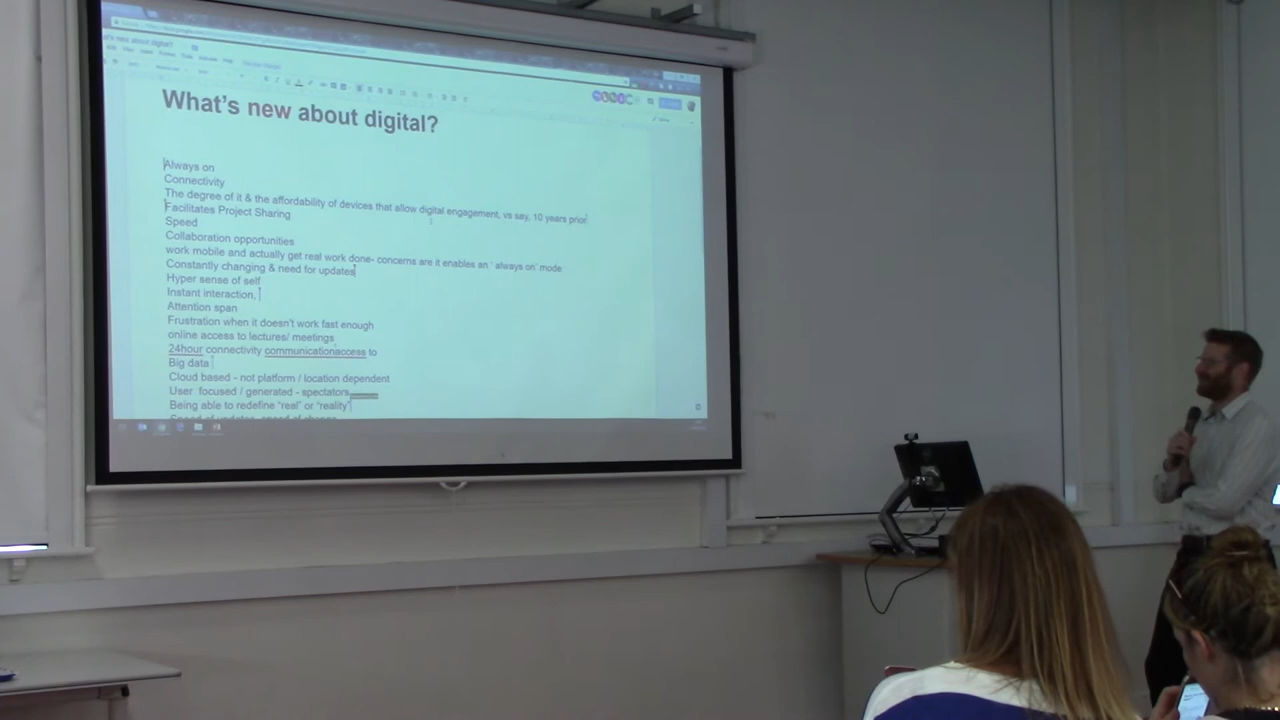 What's new about digital?
Always on
Connectivity
The degree of it & the affordability of devices that allow digital engagement, vs say, 10 years prior
Facilitates Project Sharing
Speed
Collaboration opportunities
work mobile and actually get real work done- concerns are it enables an ' always on' mode
Constantly changing & need for updates
Hyper sense of self
Instant interaction,
Attention span
Frustration when it doesn't work fast enough
online access to lectures/ meetings
24hour connectivity communicationaccess to
Big data
Cloud based - not platform / location dependent
User focused / generated - spectators
Being able to redefine "real" or "reality"